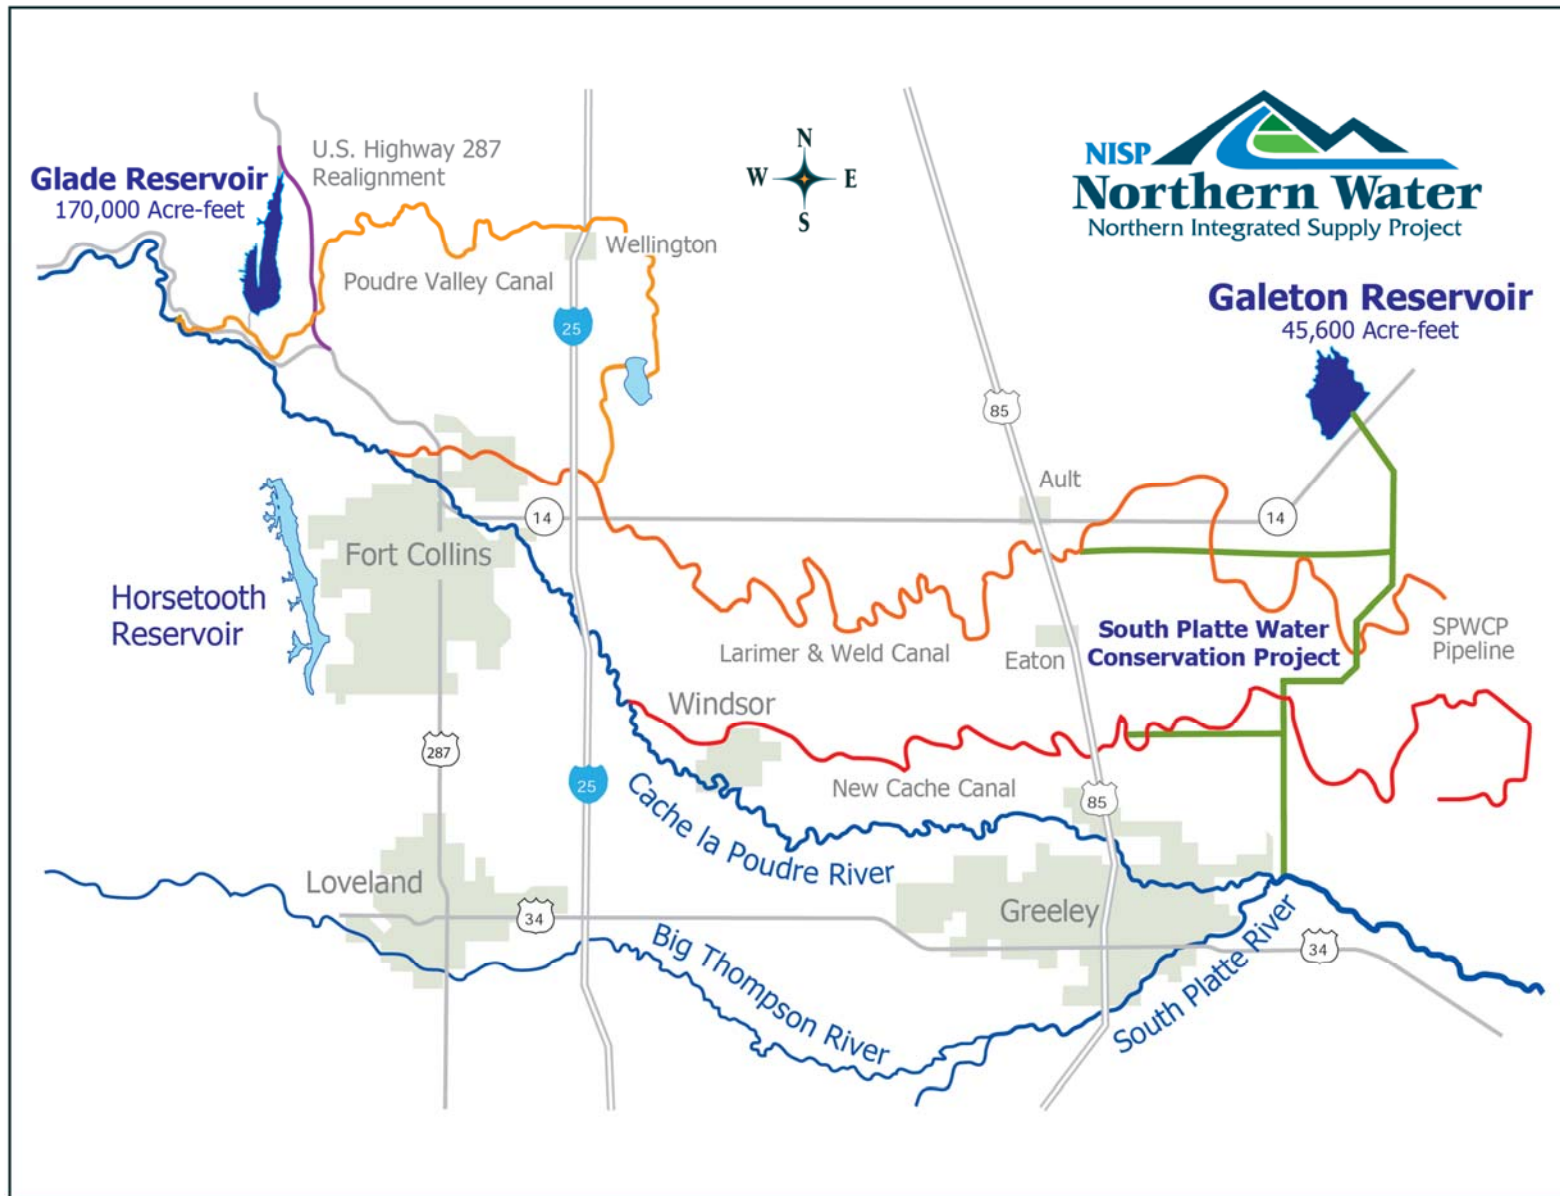 N
W E
S
NISP
Northern Water
Northern Integrated Supply Project
U.S. Highway 287
Realignment
Glade Reservoir
170,000 Acre-feet
Wellington
Poudre Valley Canal
25
Galeton Reservoir
45,600 Acre-feet
85
Ault
14
14
Fort Collins
Horsetooth
Reservoir
Larimer & Weld Canal
Eaton
South Platte Water
Conservation Project
SPWCP
Pipeline
Windsor
287
25
New Cache Canal
85
Cache la Poudre River
Loveland
34
Greeley
Big Thompson River
South Platte River
34